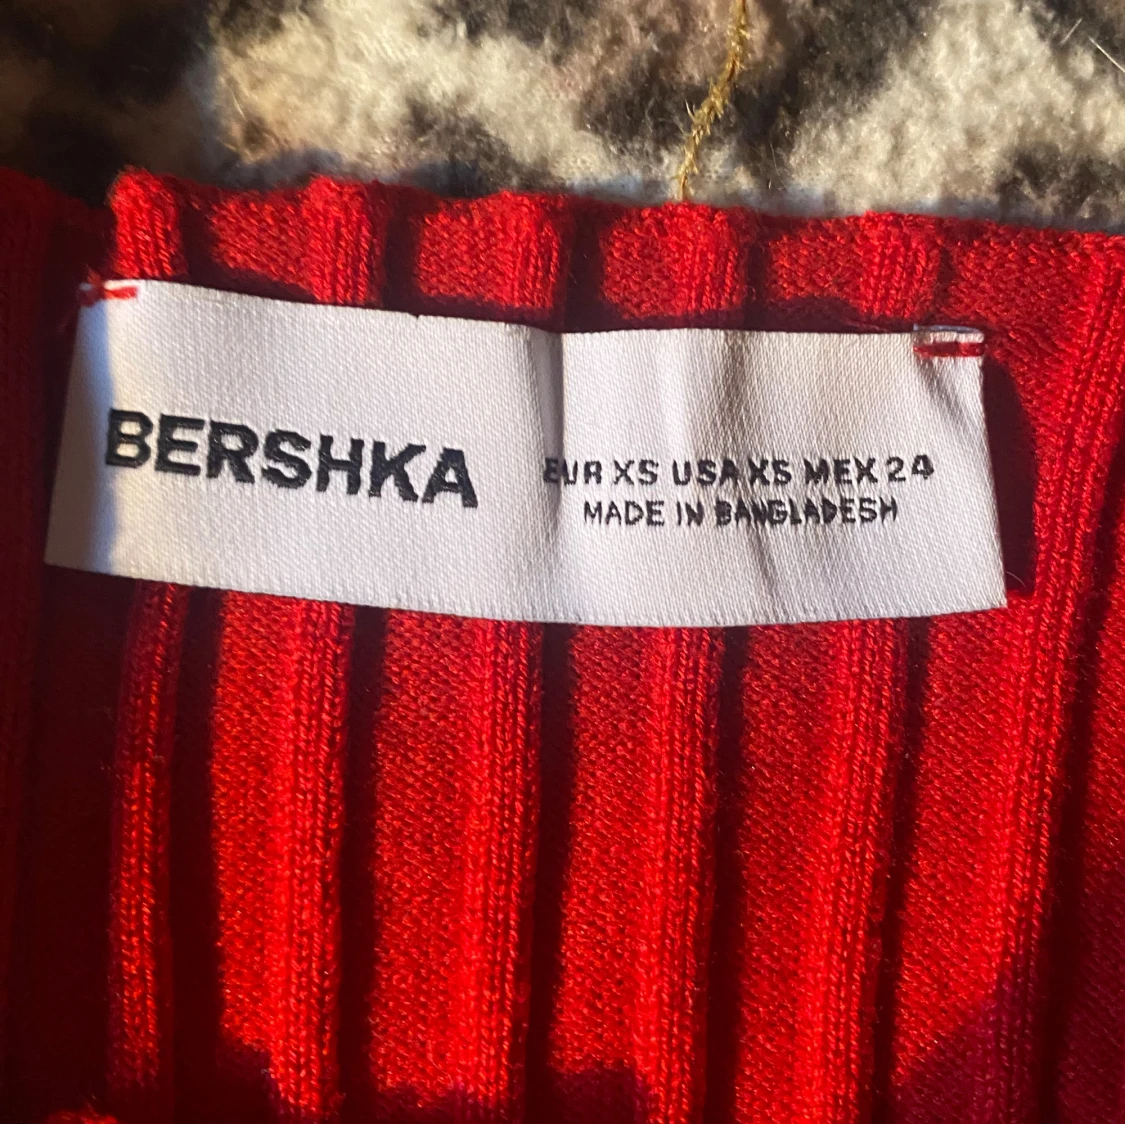 BERSHKA
EUR XS USA XS MEX 24
MADE IN BANGLADESH